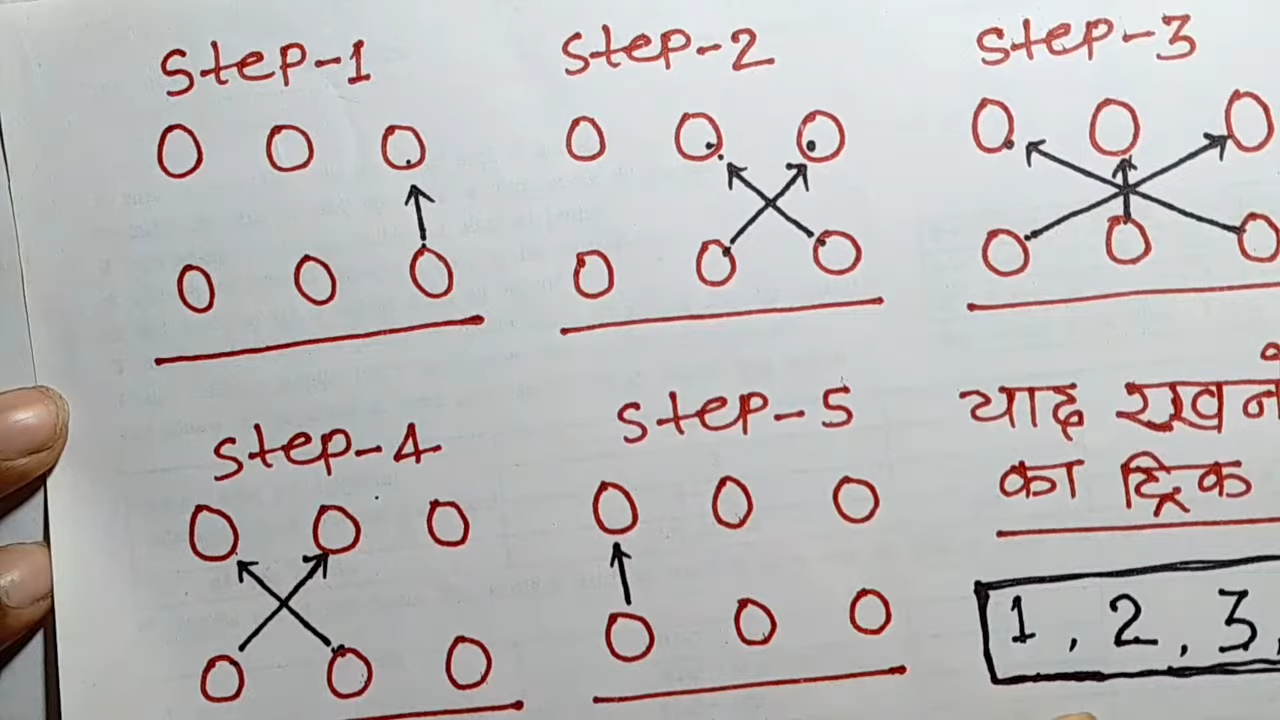 Step-1
Step-2
Step-3
Step-4
Step-5
याद रखने
का ट्रिक
1, 2, 3,